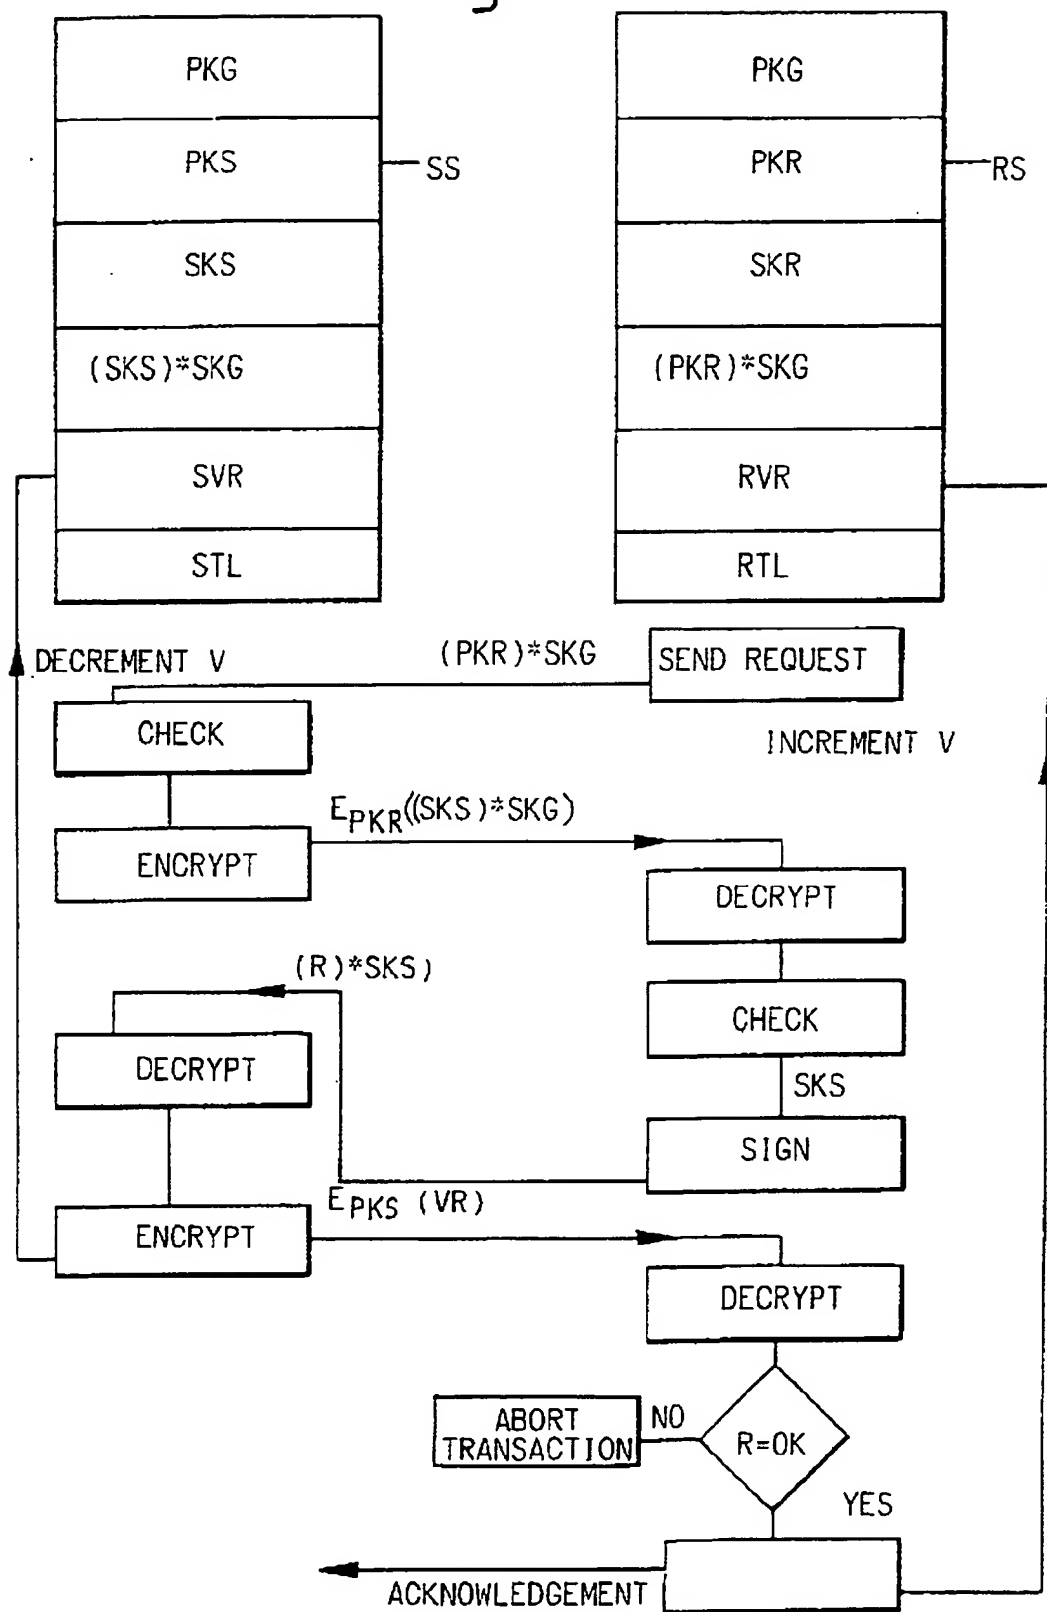 PKG
PKS
SS
SKS
(SKS)*SKG
SVR
STL
PKG
PKR
RS
SKR
(PKR)*SKG
RVR
RTL
DECREMENT V
(PKR)*SKG
SEND REQUEST
CHECK
INCREMENT V
EPKR((SKS)*SKG)
ENCRYPT
DECRYPT
(R)*SKS)
CHECK
DECRYPT
SKS
SIGN
EPKS (VR)
ENCRYPT
DECRYPT
ABORT
TRANSACTION
NO
R=OK
YES
ACKNOWLEDGEMENT